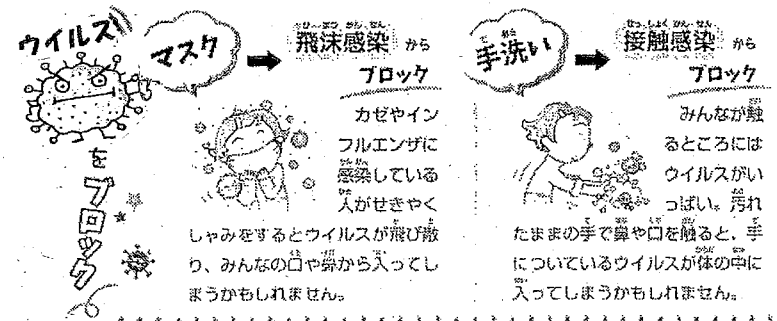 ウイルス
を
ブロック
マスク
飛沫感染 から
ブロック
カゼやイン
フルエンザに
感染している
人がせきやく
しゃみをするとウイルスが飛び散
り、みんなの口や鼻から入ってし
まうかもしれません。
手洗い
接触感染 から
ブロック
みんなが触
るところには
ウイルスがい
っぱい。汚れ
たままの手で鼻や口を触ると、手
についているウイルスが体の中に
入ってしまうかもしれません。